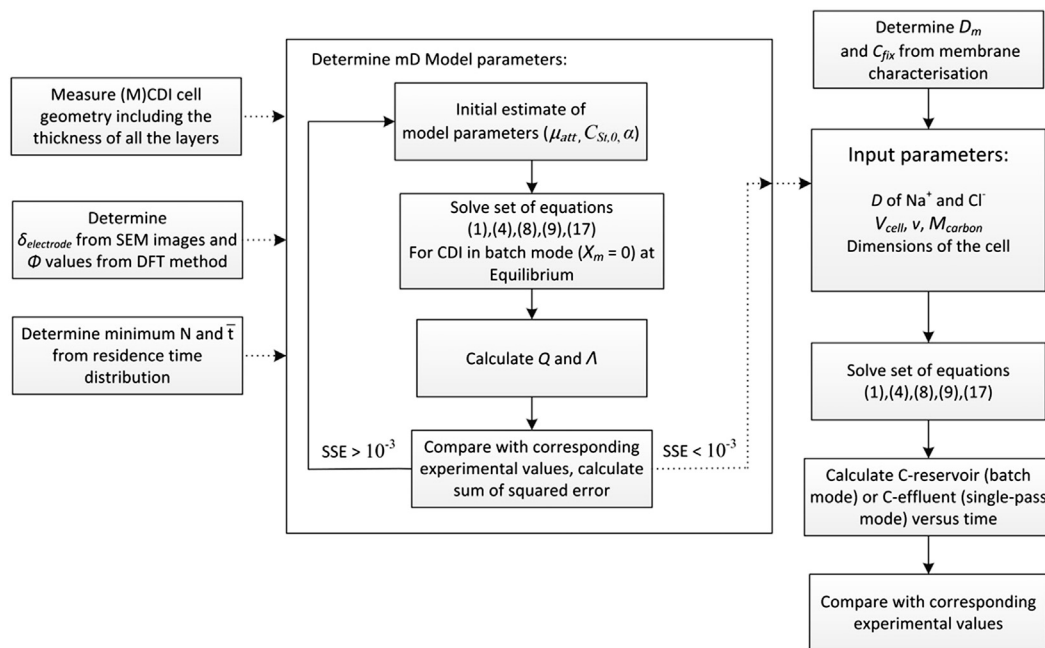 Measure (M)CDI cell
geometry including the
thickness of all the layers
Determine
δelectrode from SEM images and
Φ values from DFT method
Determine minimum N and t̅
from residence time
distribution
Determine mD Model parameters:
Initial estimate of
model parameters (μatt, CSt,0, α)
Solve set of equations
(1),(4),(8),(9),(17)
For CDI in batch mode (Xm = 0) at
Equilibrium
Calculate Q and Λ
SSE > 10⁻³
Compare with corresponding
experimental values, calculate
sum of squared error
SSE < 10⁻³
Determine Dm
and Cfix from membrane
characterisation
Input parameters:
D of Na⁺ and Cl⁻
Vcell, v, Mcarbon
Dimensions of the cell
Solve set of equations
(1),(4),(8),(9),(17)
Calculate C-reservoir (batch
mode) or C-effluent (single-pass
mode) versus time
Compare with corresponding
experimental values